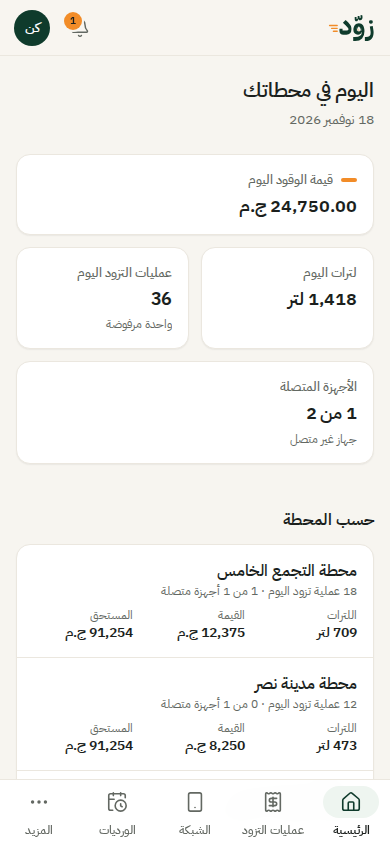 زوّد
1
كن
اليوم في محطاتك
18 نوفمبر 2026
قيمة الوقود اليوم
24,750.00 ج.م
لترات اليوم
1,418 لتر
عمليات التزود اليوم
36
واحدة مرفوضة
الأجهزة المتصلة
1 من 2
جهاز غير متصل
حسب المحطة
محطة التجمع الخامس
18 عملية تزود اليوم · 1 من 1 أجهزة متصلة
اللترات القيمة المستحق
709 لتر 12,375 ج.م 91,254 ج.م
محطة مدينة نصر
12 عملية تزود اليوم · 0 من 1 أجهزة متصلة
اللترات القيمة المستحق
473 لتر 8,250 ج.م 91,254 ج.م
الرئيسية عمليات التزود الشبكة الورديات المزيد